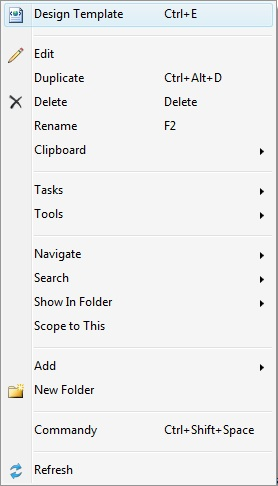 Design Template Ctrl+E
Edit
Duplicate Ctrl+Alt+D
Delete Delete
Rename F2
Clipboard
Tasks
Tools
Navigate
Search
Show In Folder
Scope to This
Add
New Folder
Commandy Ctrl+Shift+Space
Refresh